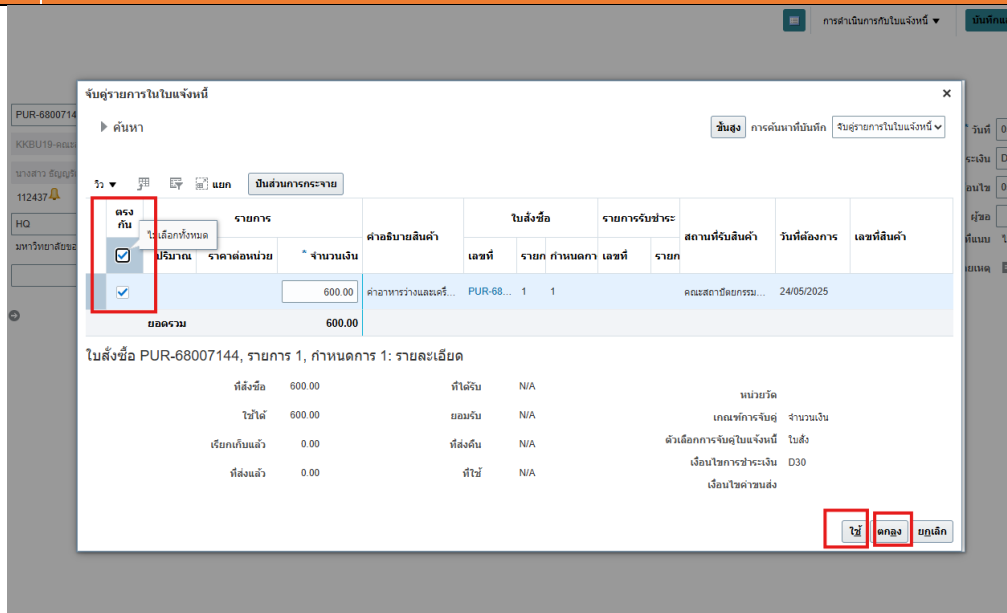 การดำเนินการกับใบแจ้งหนี้ ▼
จับคู่รายการในใบแจ้งหนี้ ×
PUR-6800714
ค้นหา ขั้นสูง การค้นหาที่บันทึก จับคู่รายการในใบแจ้งหนี้
วันที่ 0
KKBU19-คณะ
ระเงิน D
นางสาว
วิว ▼ แยก ปันส่วนการกระจาย
112437
HQ
ผู้ขอ
ตรงกัน รายการ คำอธิบายสินค้า ใบสั่งซื้อ รายการรับชำระ สถานที่รับสินค้า วันที่ต้องการ เลขที่สินค้า
ไม่เลือกทั้งหมด
มหาวิทยาลัยขอ
ปริมาณ ราคาต่อหน่วย * จำนวนเงิน เลขที่ รายก กำหนดกา เลขที่ รายก
600.00 ค่าอาหารว่างและเครื่... PUR-68... 1 1 คณะสถาปัตยกรรม... 24/05/2025
ยอดรวม 600.00
ใบสั่งซื้อ PUR-68007144, รายการ 1, กำหนดการ 1: รายละเอียด
ที่สั่งซื้อ 600.00 ที่ได้รับ N/A หน่วยวัด
ใช้ได้ 600.00 ยอมรับ N/A เกณฑ์การจับคู่ จำนวนเงิน
เรียกเก็บแล้ว 0.00 ที่ส่งคืน N/A ตัวเลือกการจับคู่ใบแจ้งหนี้ ใบสั่ง
ที่ส่งแล้ว 0.00 ที่ใช้ N/A เงื่อนไขการชำระเงิน D30
เงื่อนไขค่าขนส่ง
ใช้ ตกลง ยกเลิก